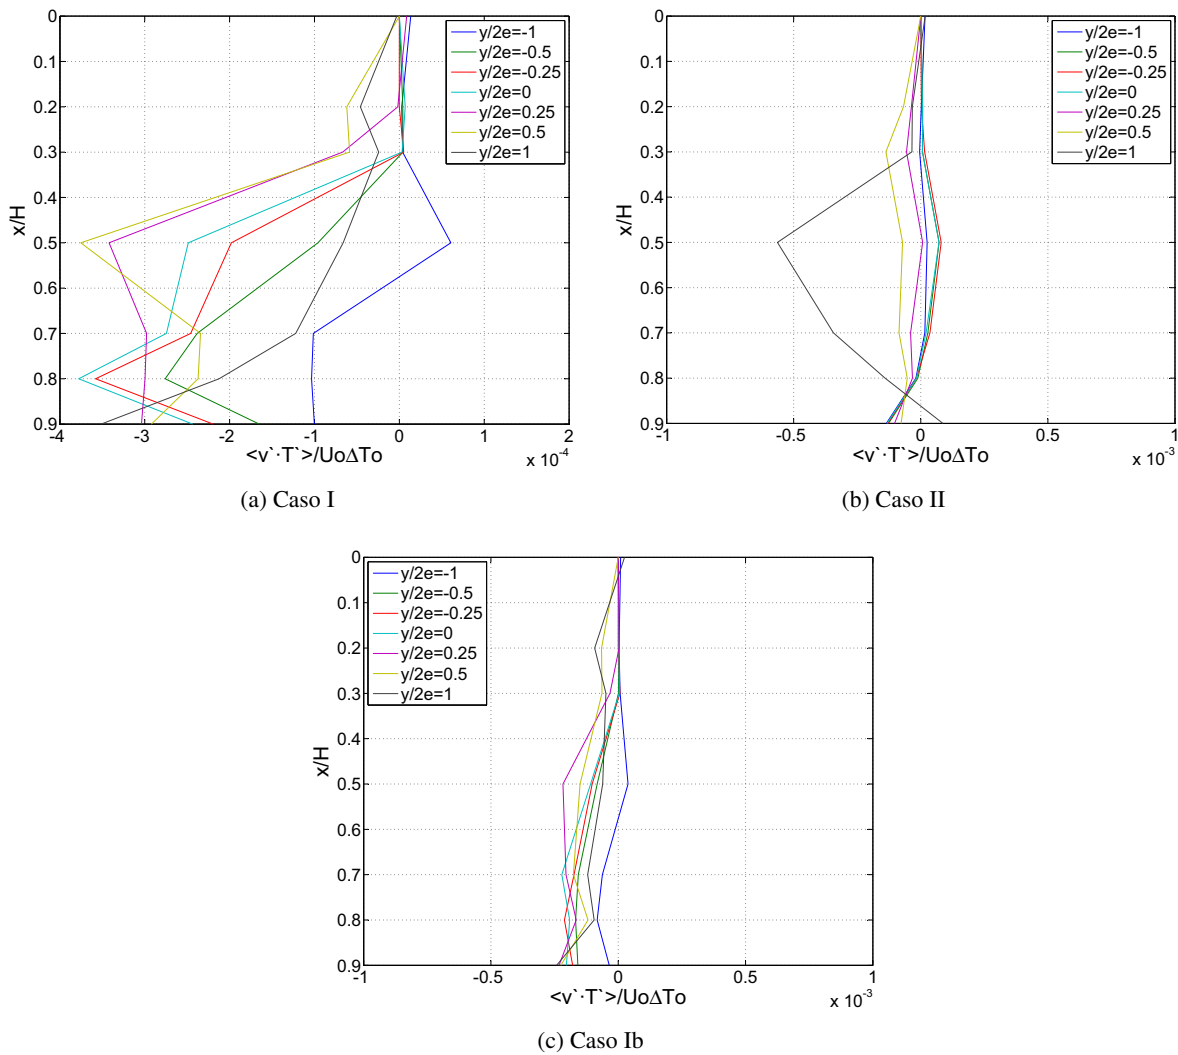 0
0.1
0.2
0.3
0.4
0.5
0.6
0.7
0.8
0.9
x/H
y/2e=-1
y/2e=-0.5
y/2e=-0.25
y/2e=0
y/2e=0.25
y/2e=0.5
y/2e=1
-4 -3 -2 -1 0 1 2
<v`·T`>/UoΔTo
x 10-4
(a) Caso I
0
0.1
0.2
0.3
0.4
0.5
0.6
0.7
0.8
0.9
x/H
y/2e=-1
y/2e=-0.5
y/2e=-0.25
y/2e=0
y/2e=0.25
y/2e=0.5
y/2e=1
-1 -0.5 0 0.5 1
<v`·T`>/UoΔTo
x 10-3
(b) Caso II
0
0.1
0.2
0.3
0.4
0.5
0.6
0.7
0.8
0.9
x/H
y/2e=-1
y/2e=-0.5
y/2e=-0.25
y/2e=0
y/2e=0.25
y/2e=0.5
y/2e=1
-1 -0.5 0 0.5 1
<v`·T`>/UoΔTo
x 10-3
(c) Caso Ib